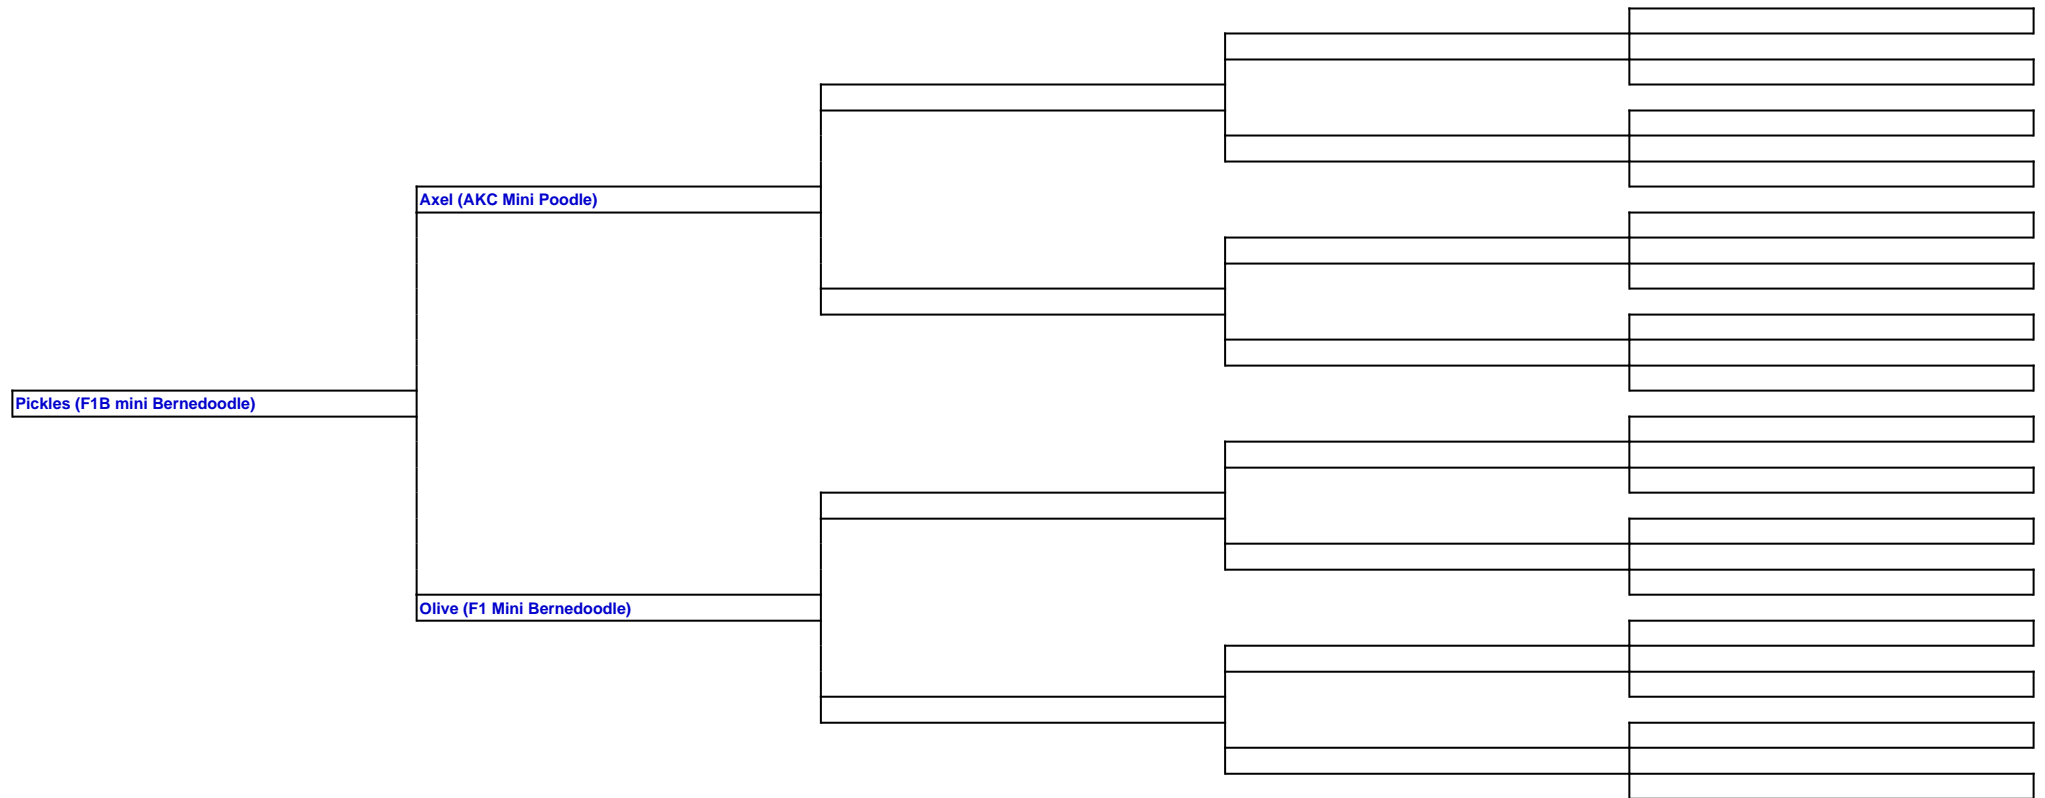 Axel (AKC Mini Poodle)
Pickles (F1B mini Bernedoodle)
Olive (F1 Mini Bernedoodle)